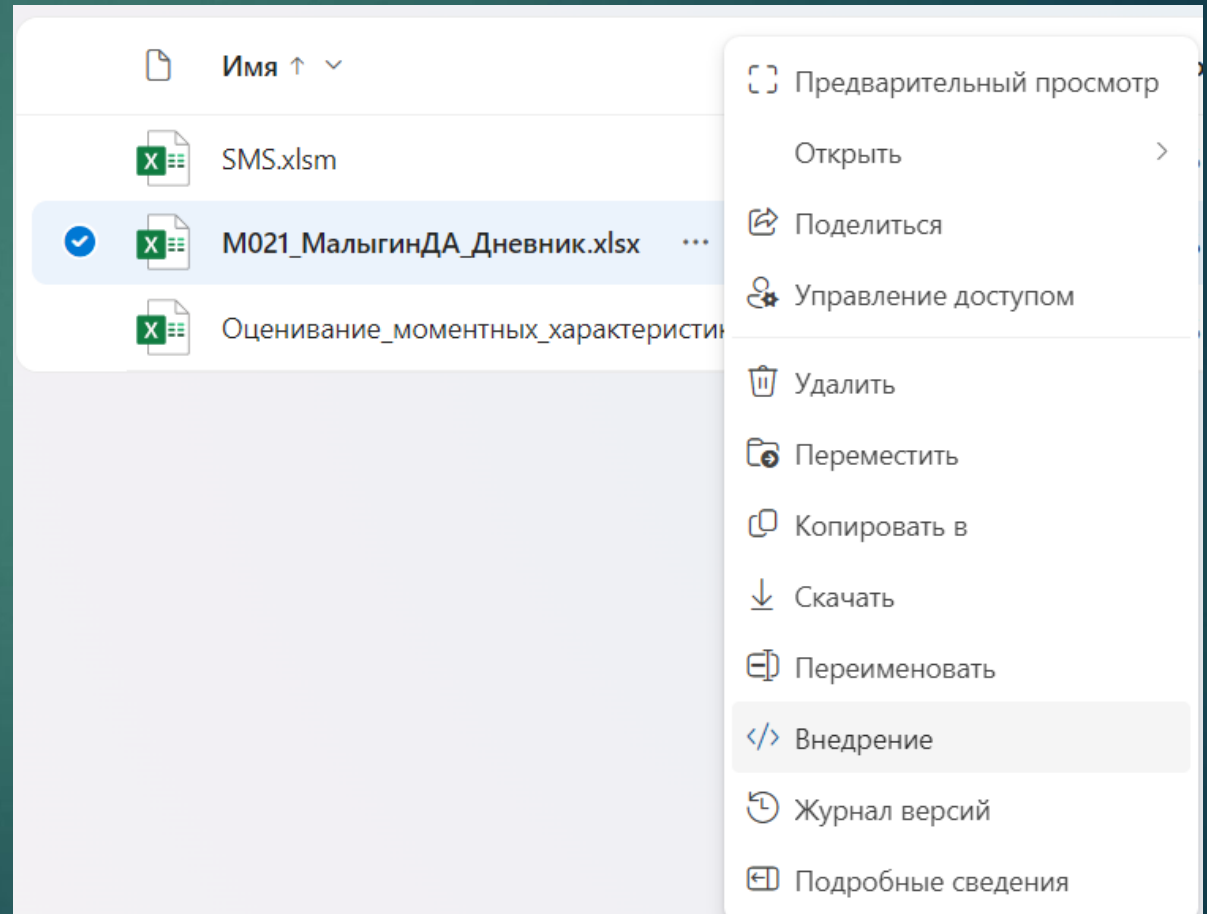 Имя
SMS.xlsm
М021_МалыгинДА_Дневник.xlsx
Оценивание_моментных_характеристик
Предварительный просмотр
Открыть
Поделиться
Управление доступом
Удалить
Переместить
Копировать в
Скачать
Переименовать
Внедрение
Журнал версий
Подробные сведения